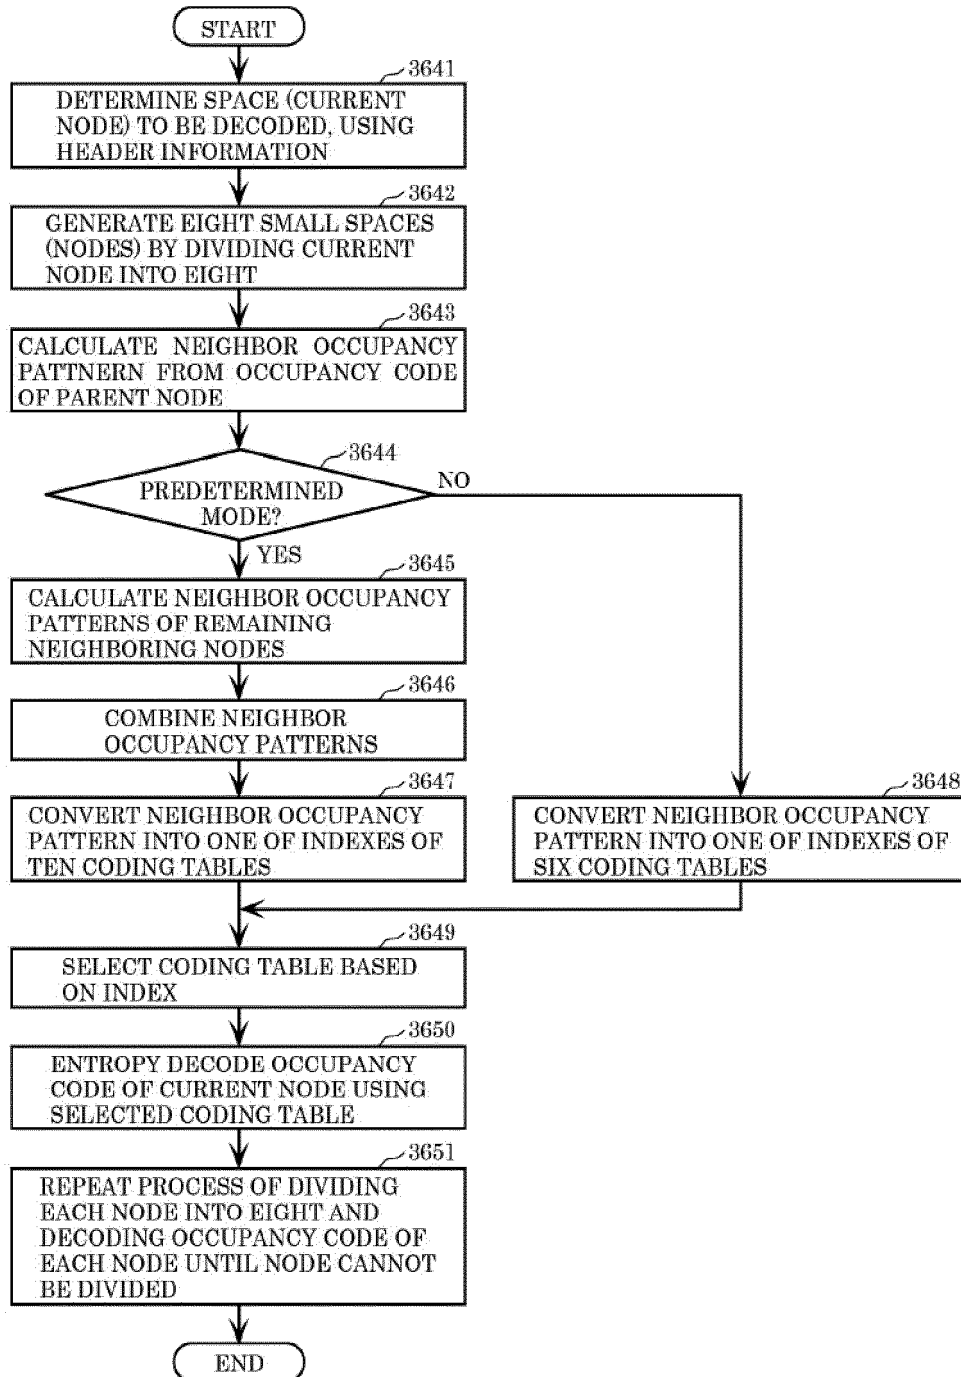 START
3641
DETERMINE SPACE (CURRENT
NODE) TO BE DECODED, USING
HEADER INFORMATION
3642
GENERATE EIGHT SMALL SPACES
(NODES) BY DIVIDING CURRENT
NODE INTO EIGHT
3643
CALCULATE NEIGHBOR OCCUPANCY
PATTNERN FROM OCCUPANCY CODE
OF PARENT NODE
3644
PREDETERMINED
MODE?
NO
YES
3645
CALCULATE NEIGHBOR OCCUPANCY
PATTERNS OF REMAINING
NEIGHBORING NODES
3646
COMBINE NEIGHBOR
OCCUPANCY PATTERNS
3647
CONVERT NEIGHBOR OCCUPANCY
PATTERN INTO ONE OF INDEXES OF
TEN CODING TABLES
3648
CONVERT NEIGHBOR OCCUPANCY
PATTERN INTO ONE OF INDEXES OF
SIX CODING TABLES
3649
SELECT CODING TABLE BASED
ON INDEX
3650
ENTROPY DECODE OCCUPANCY
CODE OF CURRENT NODE USING
SELECTED CODING TABLE
3651
REPEAT PROCESS OF DIVIDING
EACH NODE INTO EIGHT AND
DECODING OCCUPANCY CODE OF
EACH NODE UNTIL NODE CANNOT
BE DIVIDED
END